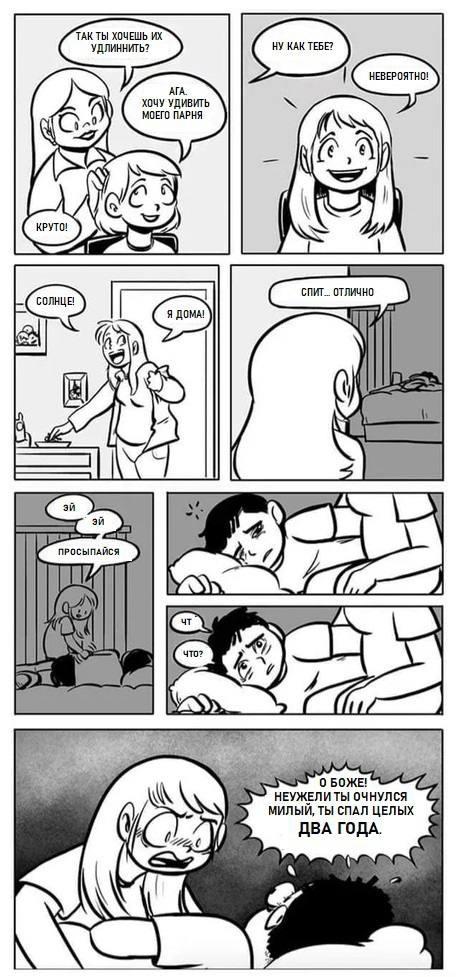 ТАК ТЫ ХОЧЕШЬ ИХ
УДЛИННИТЬ?
АГА.
ХОЧУ УДИВИТЬ
МОЕГО ПАРНЯ
КРУТО!
НУ КАК ТЕБЕ?
НЕВЕРОЯТНО!
СОЛНЦЕ!
Я ДОМА!
СПИТ... ОТЛИЧНО
ЭЙ
ЭЙ
ПРОСЫПАЙСЯ
ЧТ
ЧТО?
О БОЖЕ!
НЕУЖЕЛИ ТЫ ОЧНУЛСЯ
МИЛЫЙ, ТЫ СПАЛ ЦЕЛЫХ
ДВА ГОДА.